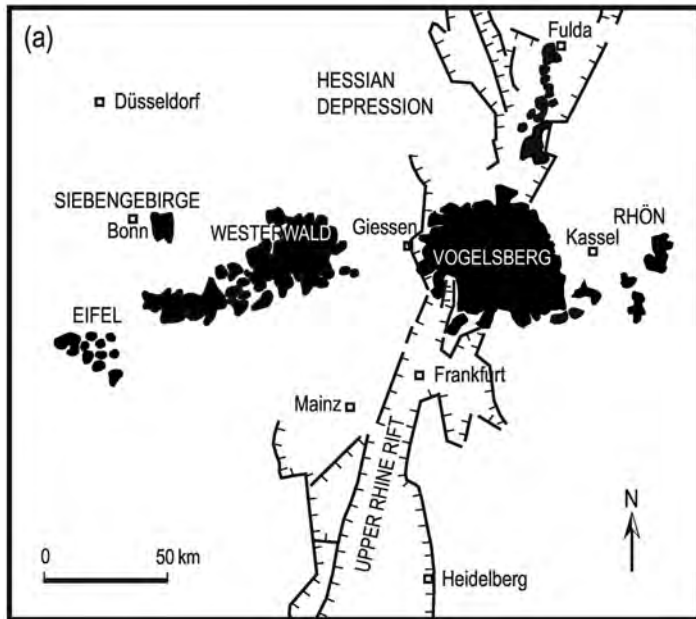 (a)
Fulda
HESSIAN
DEPRESSION
Düsseldorf
SIEBENGEBIRGE
Bonn
WESTERWALD
Giessen
VOGELSBERG
Kassel
RHÖN
EIFEL
Frankfurt
Mainz
UPPER RHINE RIFT
N
0 50 km
Heidelberg